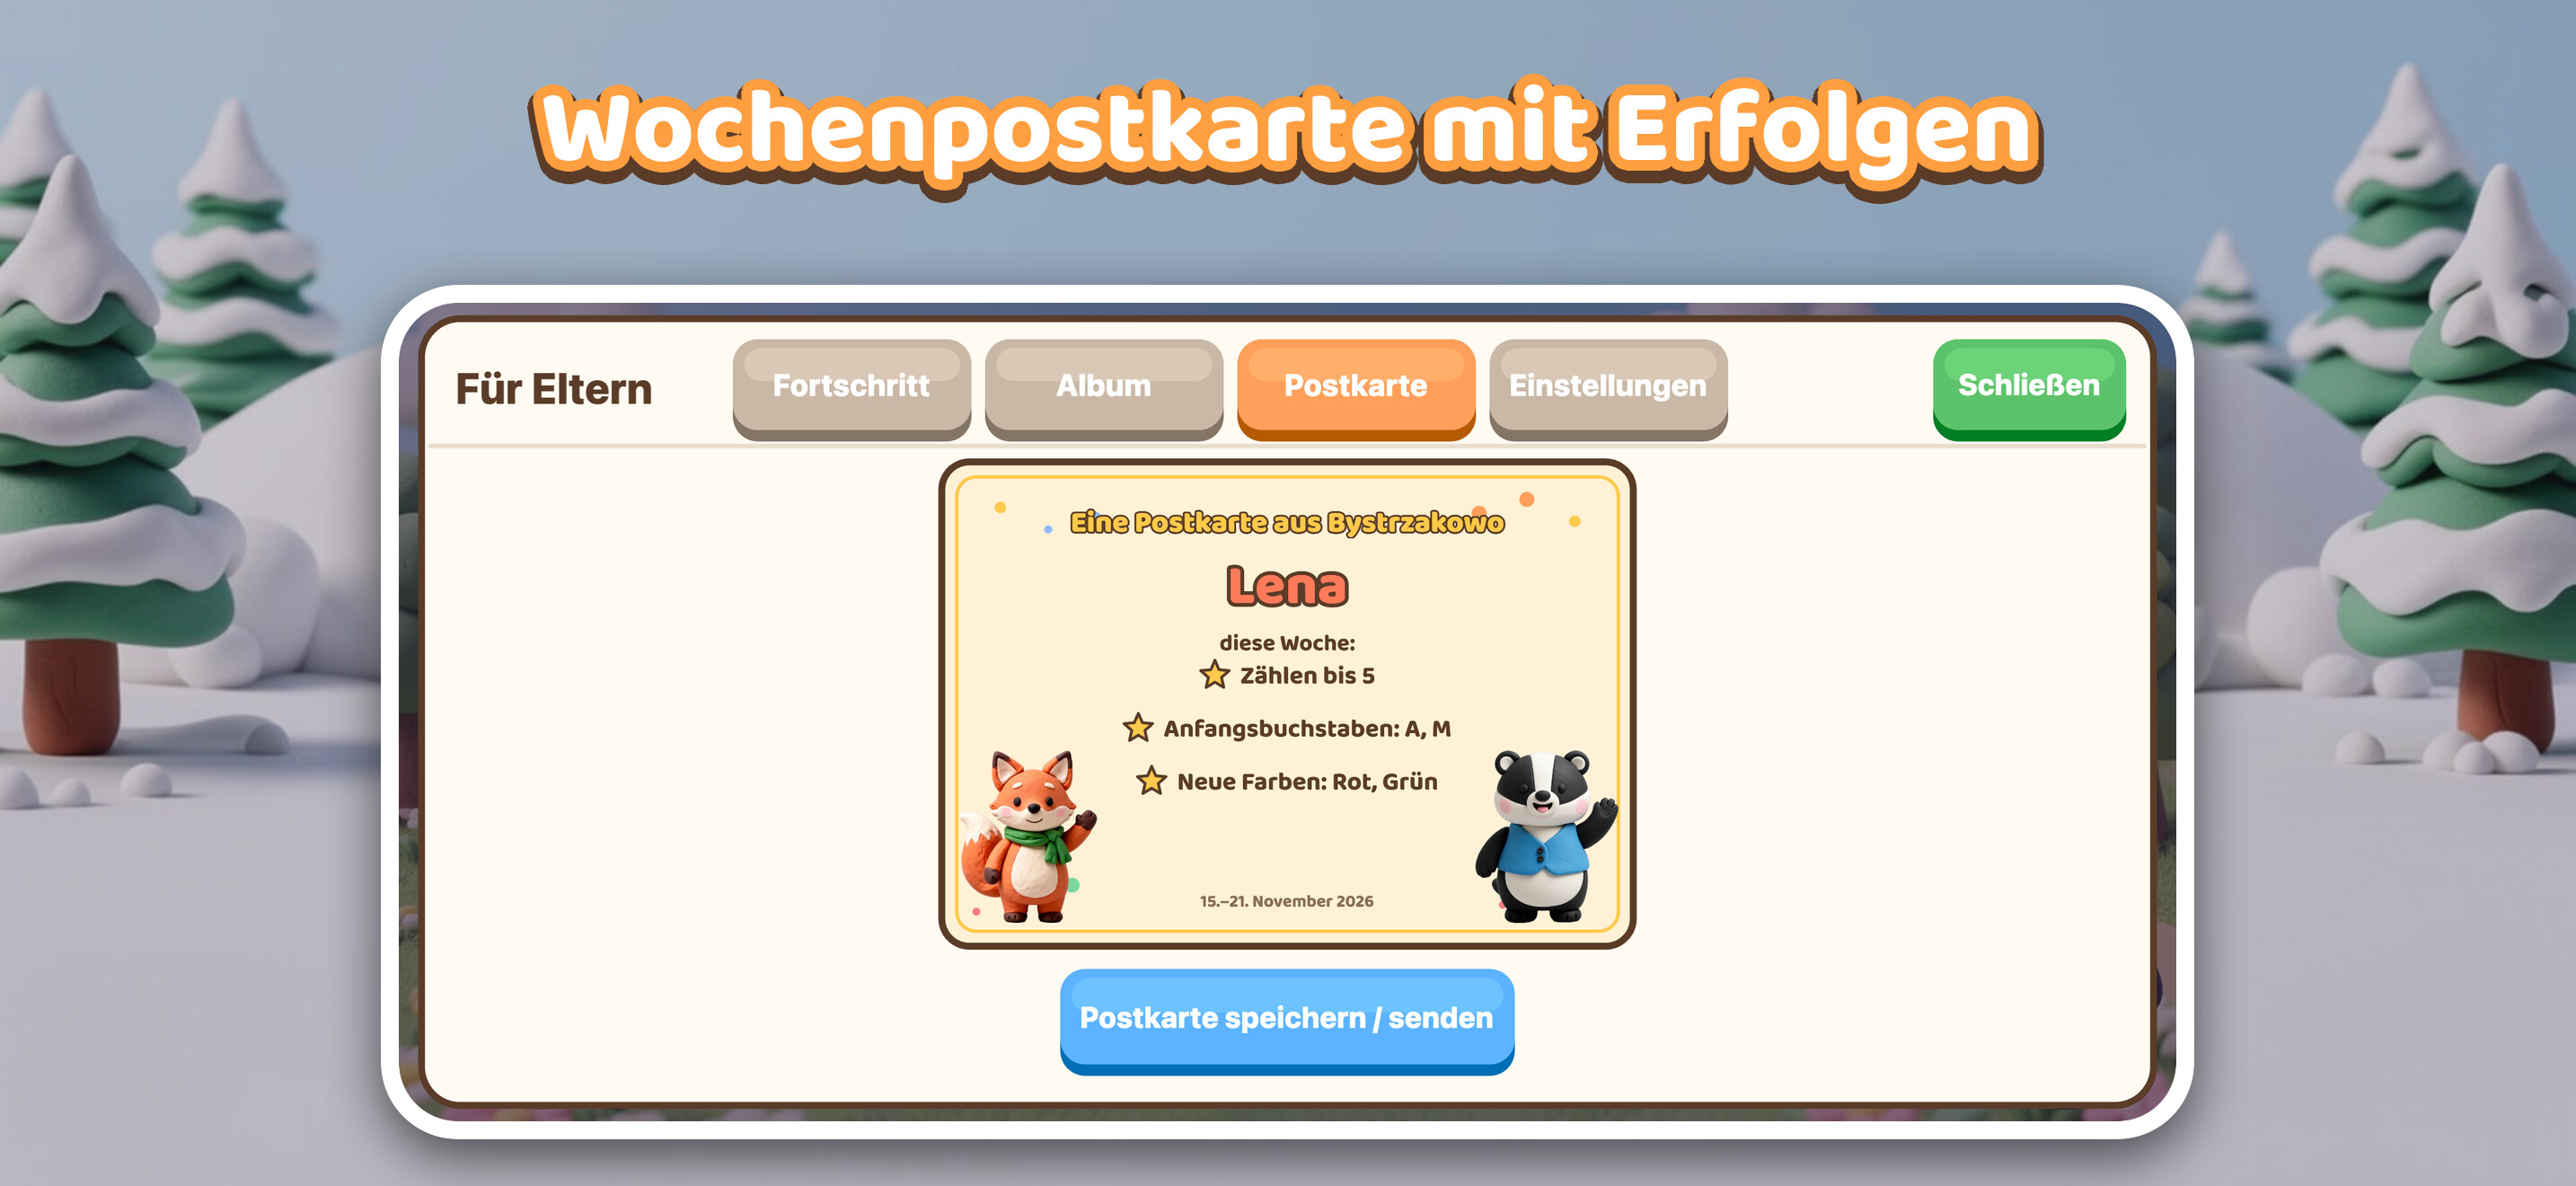 Wochenpostkarte mit Erfolgen
Für Eltern
Fortschritt
Album
Postkarte
Einstellungen
Schließen
Eine Postkarte aus Bystrzakowo
Lena
diese Woche:
Zählen bis 5
Anfangsbuchstaben: A, M
Neue Farben: Rot, Grün
15.–21. November 2026
Postkarte speichern / senden